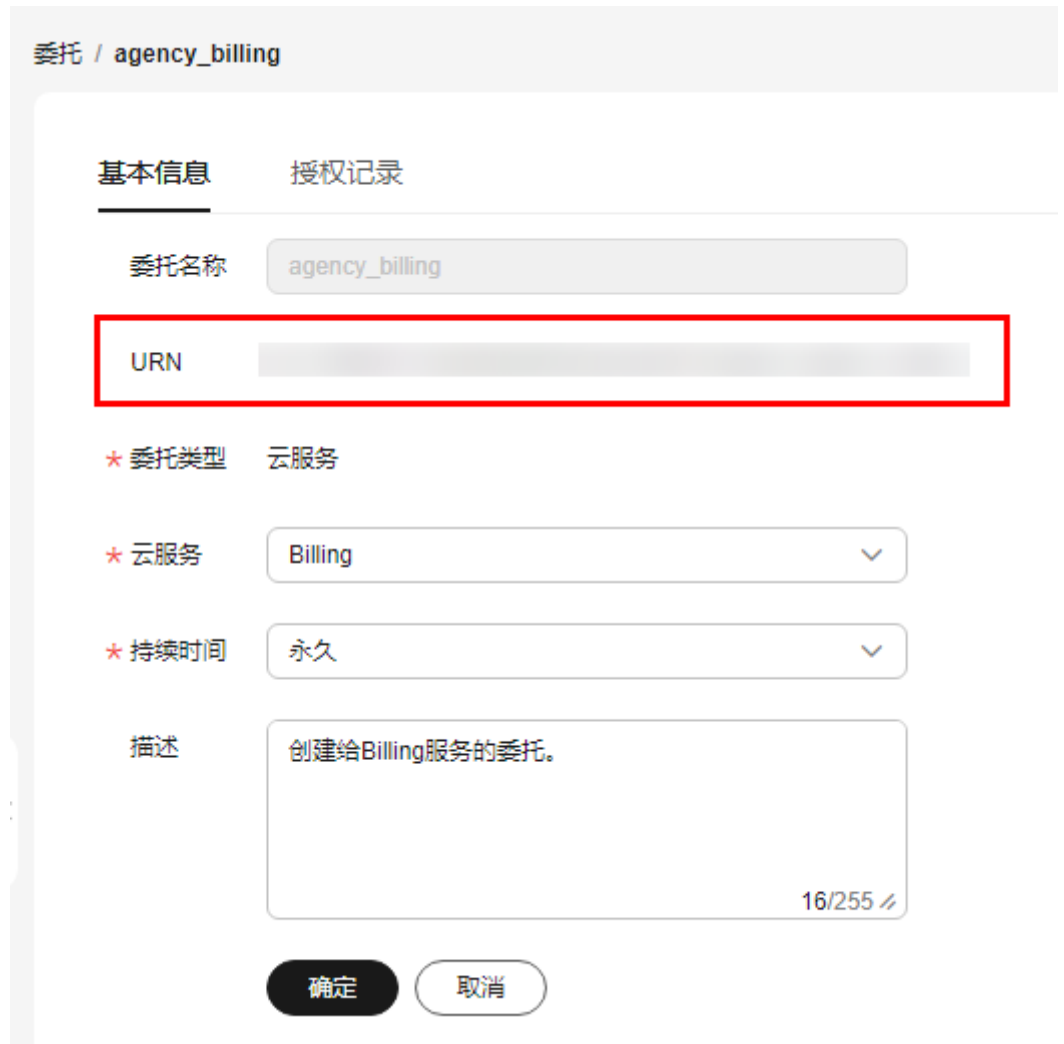 委托 / agency_billing
基本信息 授权记录
委托名称 agency_billing
URN
* 委托类型 云服务
* 云服务 Billing
* 持续时间 永久
描述 创建给Billing服务的委托。
16/255
确定 取消